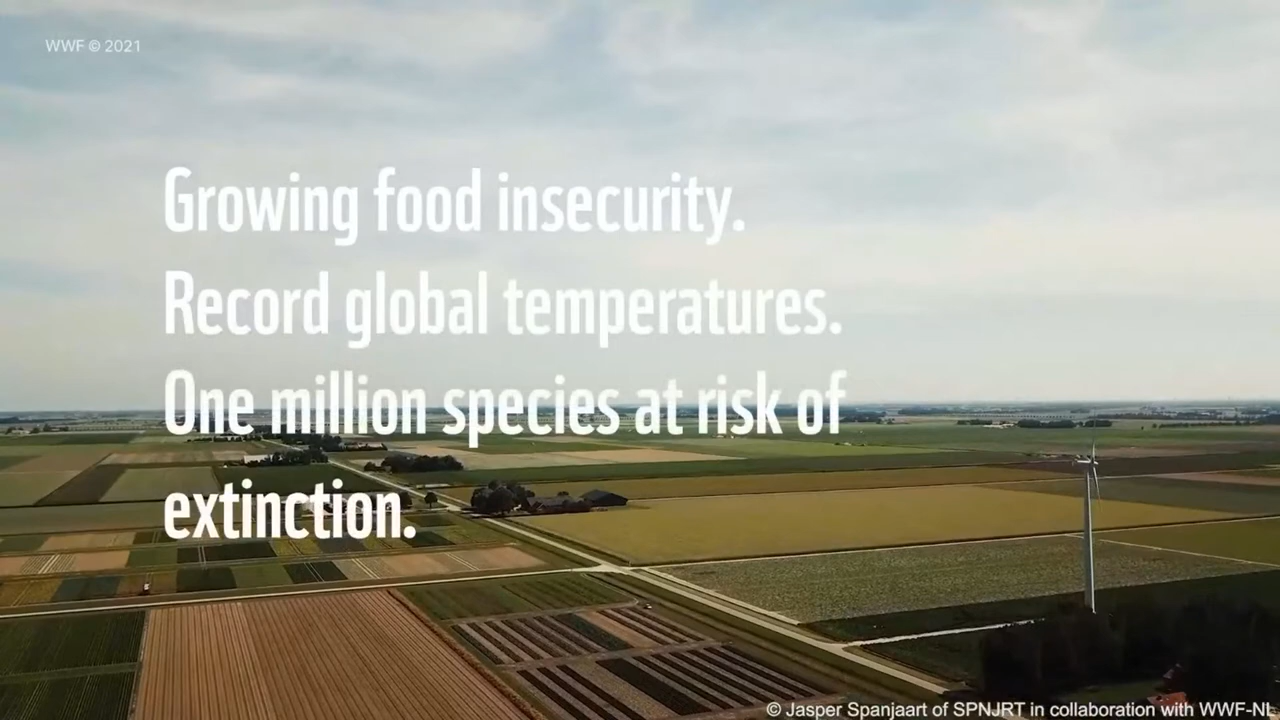 WWF © 2021
Growing food insecurity.
Record global temperatures.
One million species at risk of
extinction.
© Jasper Spanjaart of SPNJRT in collaboration with WWF-NL